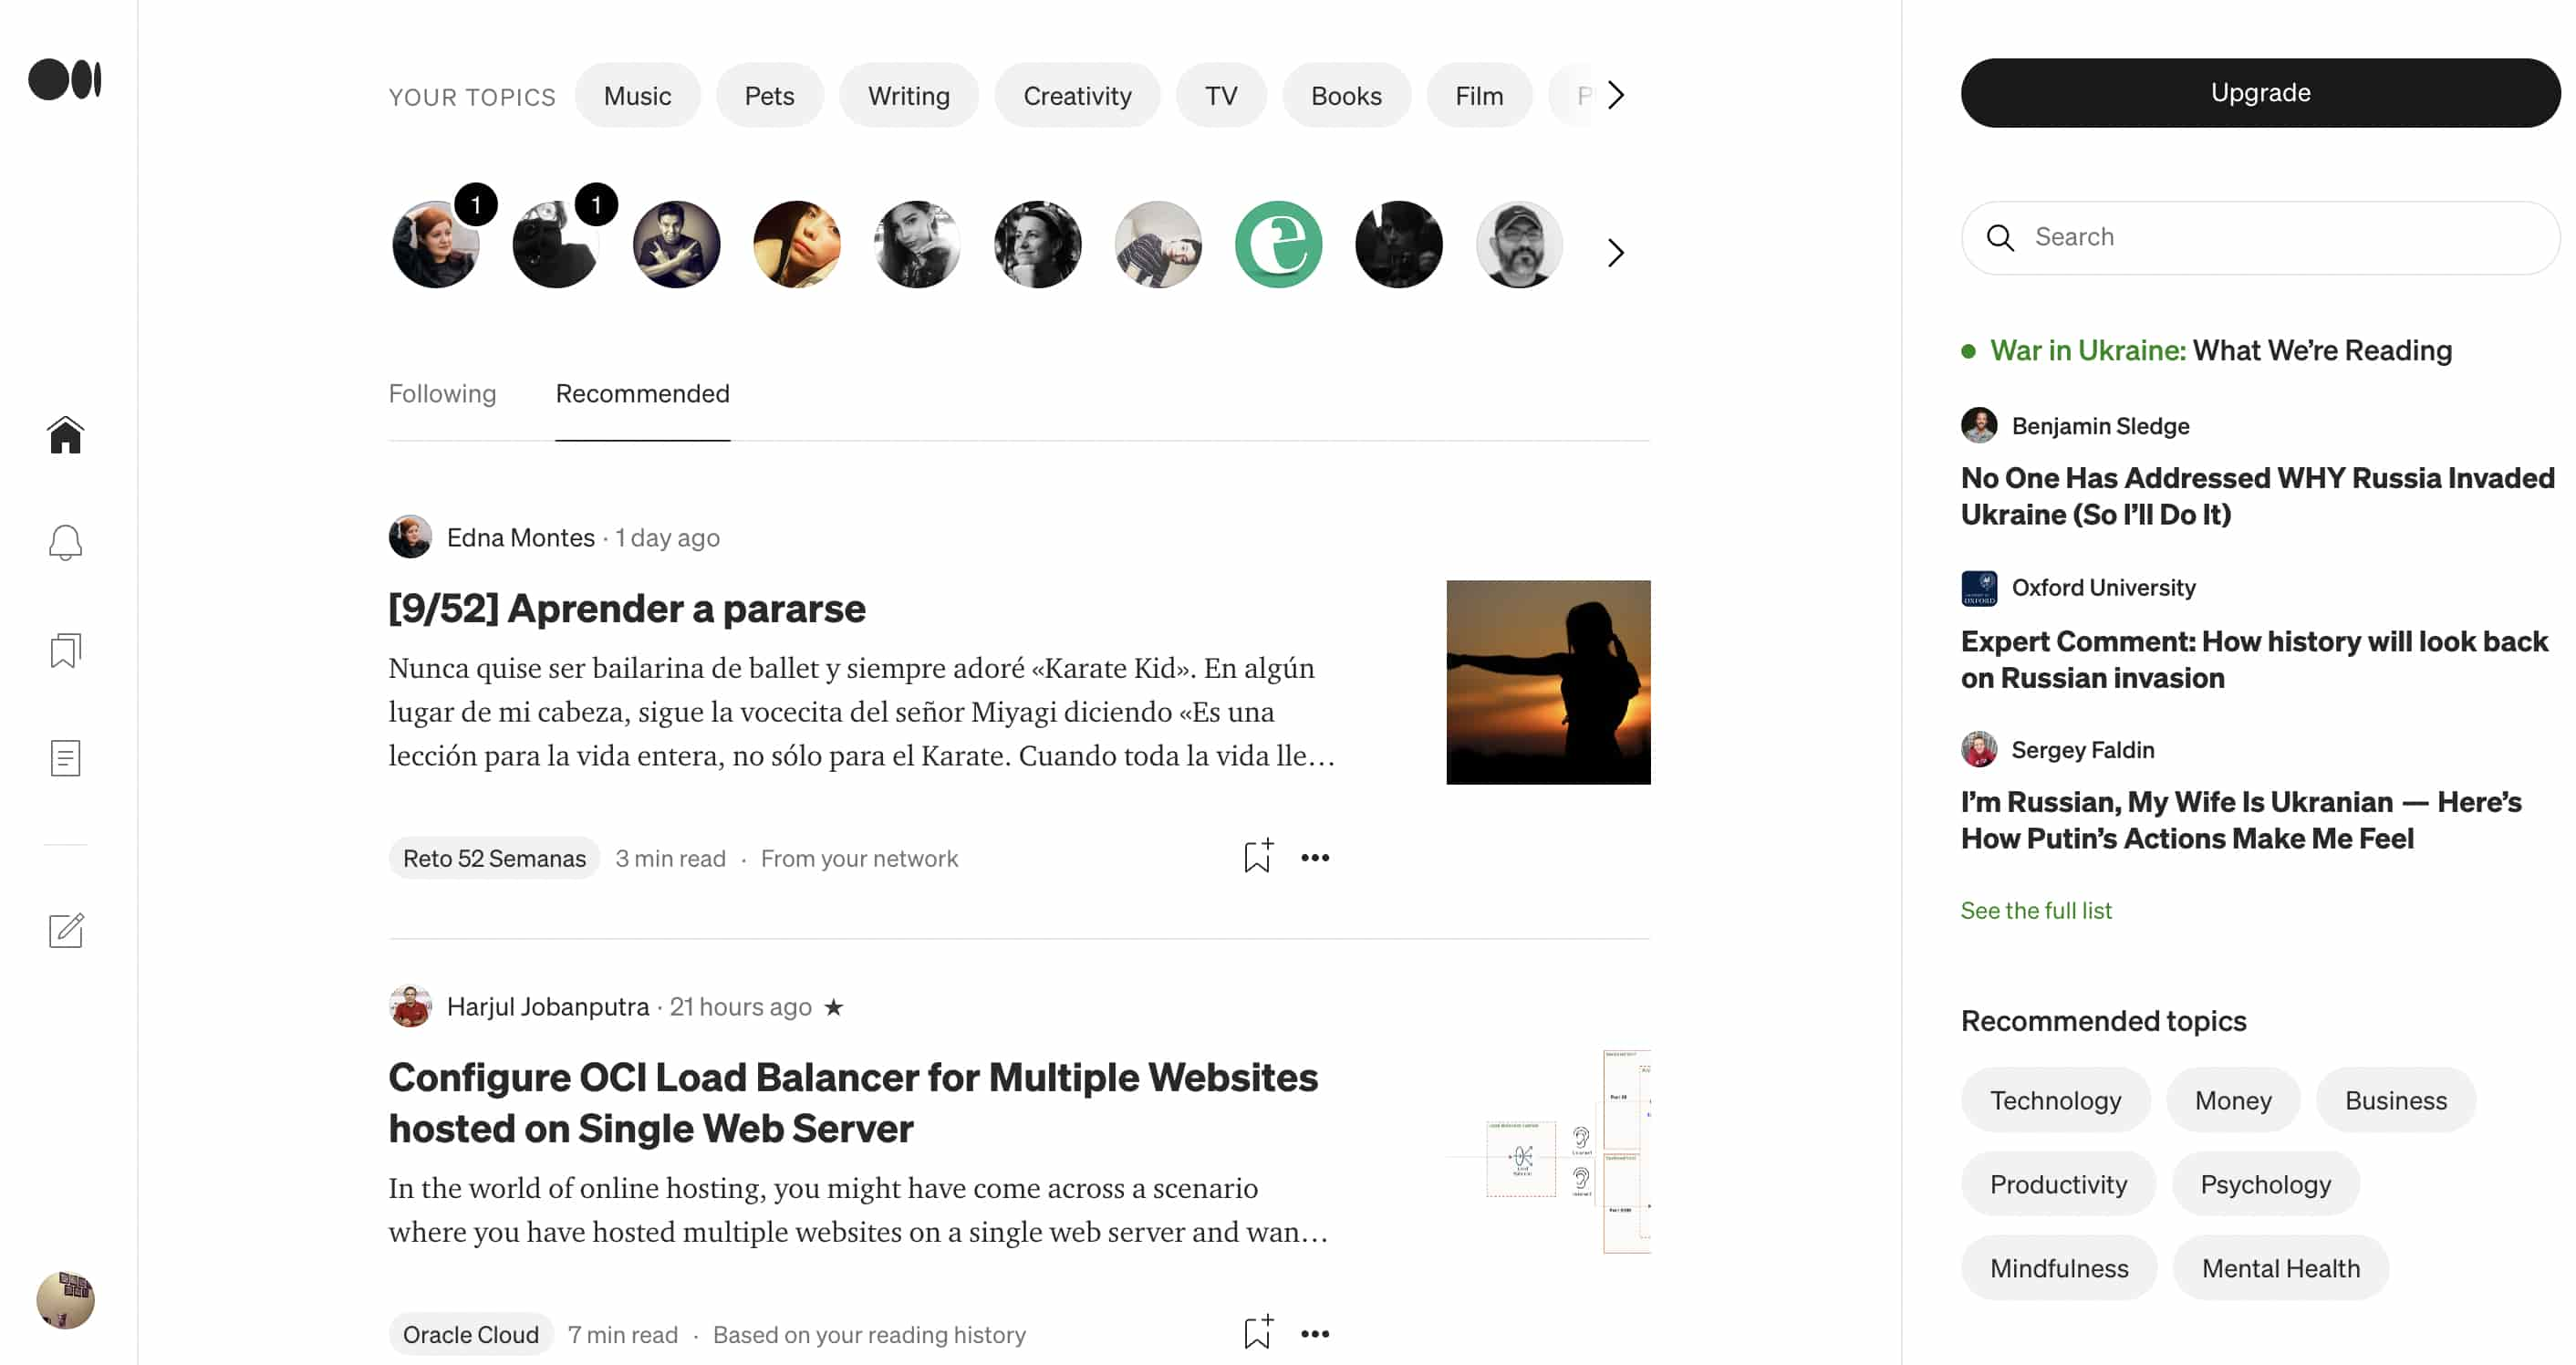 YOUR TOPICS Music Pets Writing Creativity TV Books Film
1 1
Following Recommended
Edna Montes · 1 day ago
[9/52] Aprender a pararse
Nunca quise ser bailarina de ballet y siempre adoré «Karate Kid». En algún
lugar de mi cabeza, sigue la vocecita del señor Miyagi diciendo «Es una
lección para la vida entera, no sólo para el Karate. Cuando toda la vida lle…
Reto 52 Semanas 3 min read · From your network
Harjul Jobanputra · 21 hours ago ★
Configure OCI Load Balancer for Multiple Websites
hosted on Single Web Server
In the world of online hosting, you might have come across a scenario
where you have hosted multiple websites on a single web server and wan…
Oracle Cloud 7 min read · Based on your reading history
Upgrade
Search
War in Ukraine: What We’re Reading
Benjamin Sledge
No One Has Addressed WHY Russia Invaded
Ukraine (So I’ll Do It)
OXFORD
Oxford University
Expert Comment: How history will look back
on Russian invasion
Sergey Faldin
I’m Russian, My Wife Is Ukranian — Here’s
How Putin’s Actions Make Me Feel
See the full list
Recommended topics
Technology Money Business
Productivity Psychology
Mindfulness Mental Health